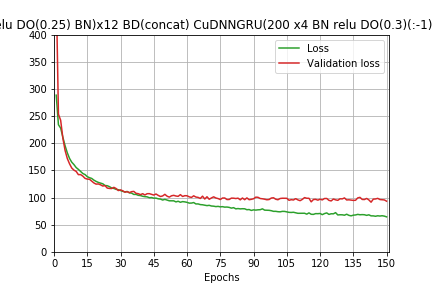 elu DO(0.25) BN)x12 BD(concat) CuDNNGRU(200 x4 BN relu DO(0.3)(:-1)
400
350
300
250
200
150
100
50
0
Loss
Validation loss
0 15 30 45 60 75 90 105 120 135 150
Epochs